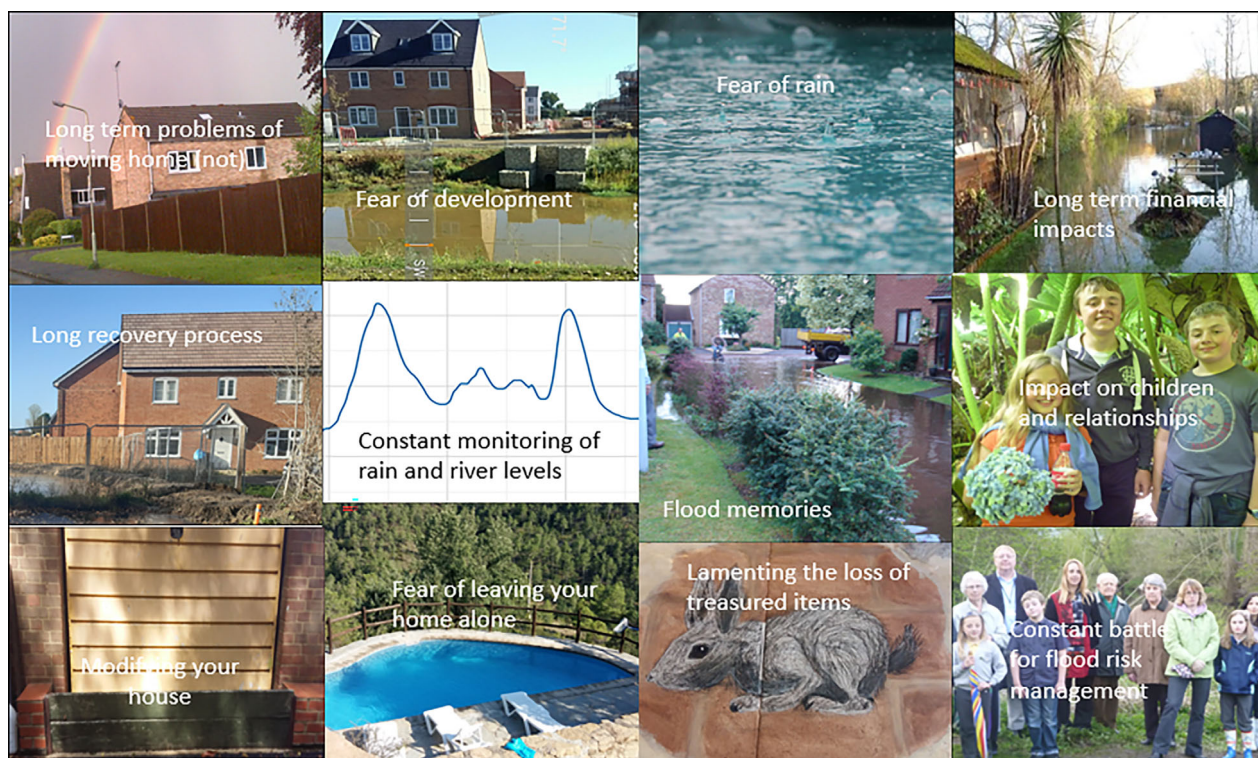 Long term problems of
moving home (not)
Fear of development
Fear of rain
Long term financial
impacts
Long recovery process
Constant monitoring of
rain and river levels
Flood memories
Impact on children
and relationships
Modifying your
house
Fear of leaving your
home alone
Lamenting the loss of
treasured items
Constant battle
for flood risk
management